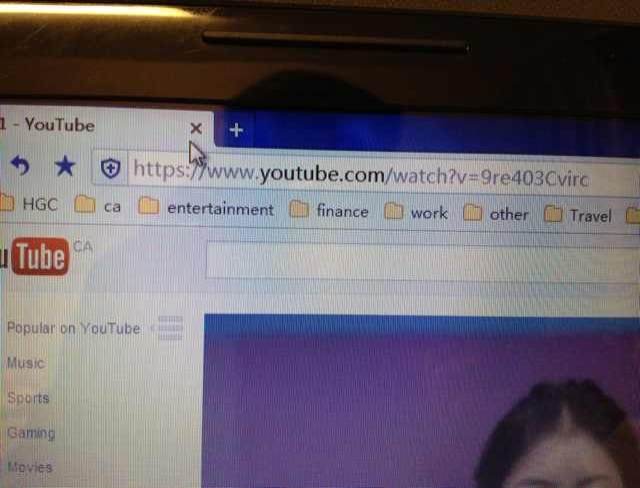 1 - YouTube
https://www.youtube.com/watch?v=9re403Cvirc
HGC ca entertainment finance work other Travel
Tube CA
Popular on YouTube
Music
Sports
Gaming
Movies